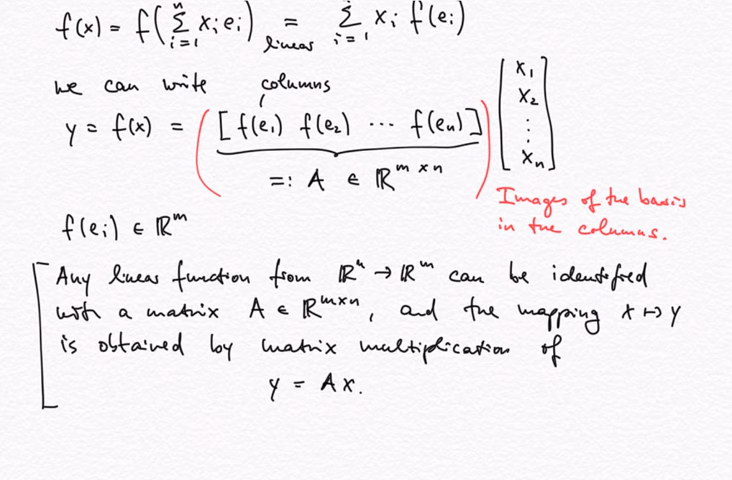 f(x) = f(∑_{i=1}^{n} x_i e_i) =_{linear} ∑_{i=1} x_i f(e_i)
we can write columns
y = f(x) = ([f(e_1) f(e_2) ⋯ f(e_n)]) [x_1 x_2 ⋮ x_n]
=: A ∈ ℝ^{m×n}
Images of the basis
in the columns.
f(e_i) ∈ ℝ^m
Any linear function from ℝ^n → ℝ^m can be identified
with a matrix A ∈ ℝ^{m×n}, and the mapping x ↦ y
is obtained by matrix multiplication of
y = Ax.